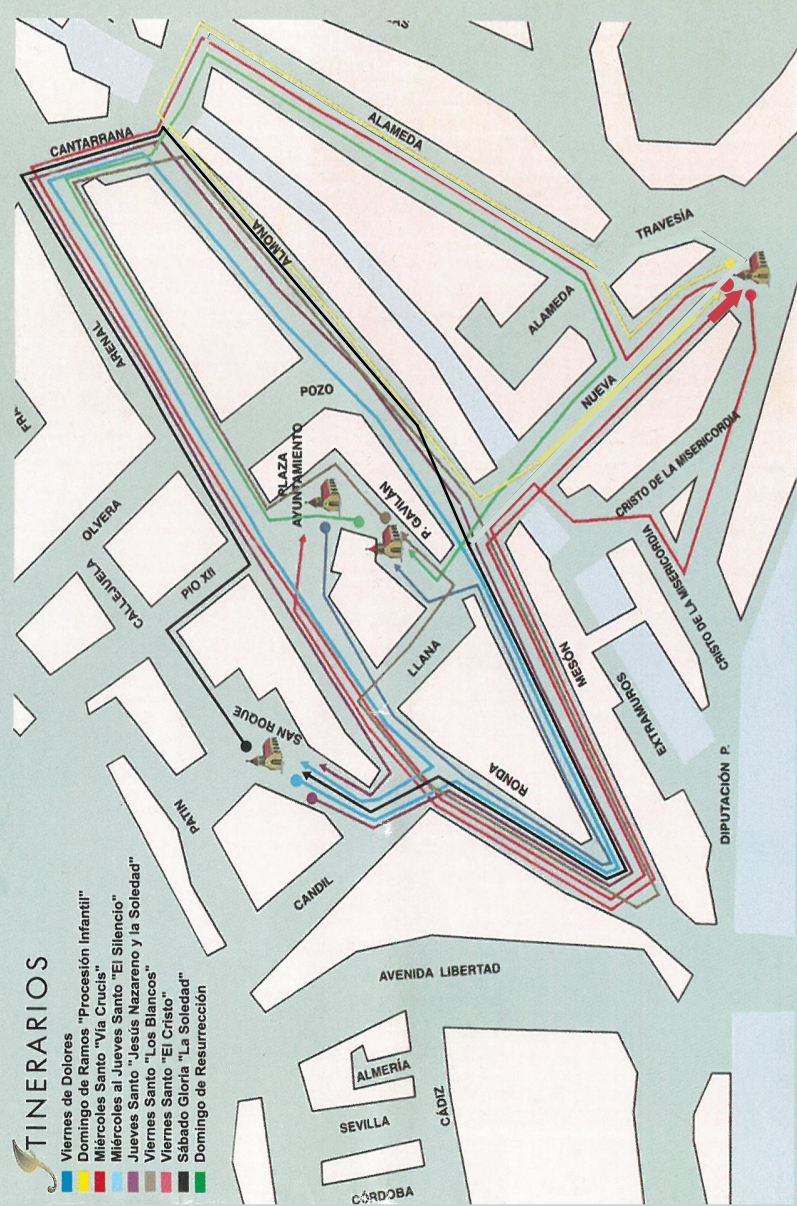 ITINERARIOS
Viernes de Dolores
Domingo de Ramos "Procesión Infantil"
Miércoles Santo "Vía Crucis"
Miércoles al Jueves Santo "El Silencio"
Jueves Santo "Jesús Nazareno y la Soledad"
Viernes Santo "Los Blancos"
Viernes Santo "El Cristo"
Sábado Gloria "La Soledad"
Domingo de Resurrección
CANTARRANA
ALAMEDA
TRAVESÍA
ALMONA
ALAMEDA
ARENAL
POZO
NUEVA
FRA
PLAZA
AYUNTAMIENTO
P. GAVILÁN
CRISTO DE LA MISERICORDIA
OLVERA
CALLEJUELA
PIO XII
CRISTO DE LA MISERICORDIA
LLANA
MESÓN
SAN ROQUE
EXTRAMUROS
RONDA
DIPUTACIÓN P.
PATIN
CANDIL
AVENIDA LIBERTAD
ALMERÍA
SEVILLA
CÁDIZ
CÓRDOBA